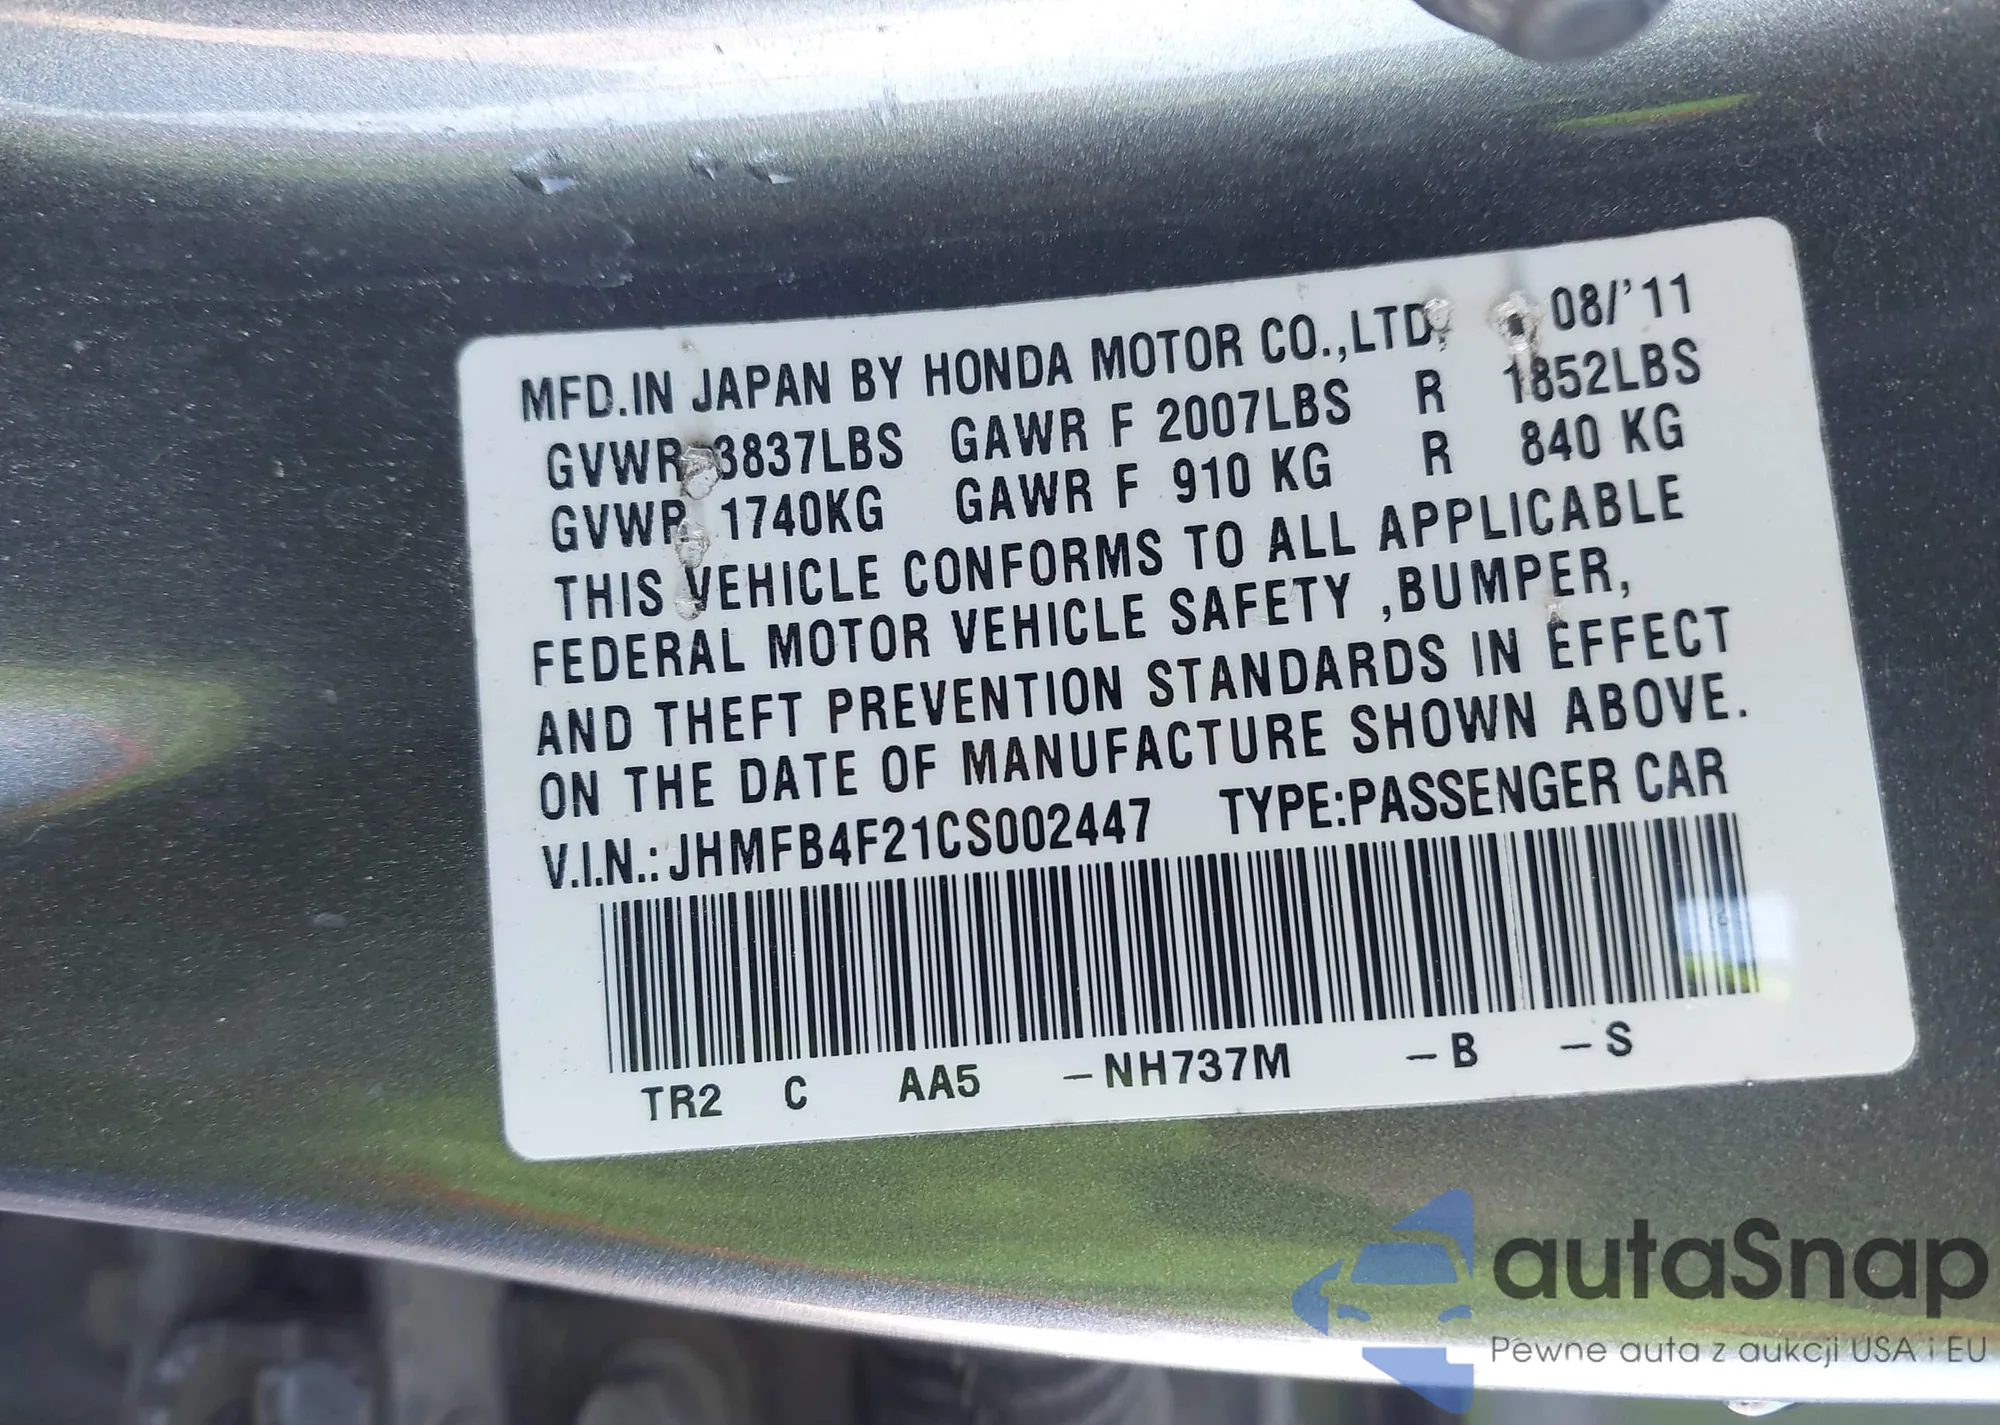 MFD.IN JAPAN BY HONDA MOTOR CO.,LTD. 08/'11
GVWR 3837LBS GAWR F 2007LBS R 1852LBS
GVWR 1740KG GAWR F 910 KG R 840 KG
THIS VEHICLE CONFORMS TO ALL APPLICABLE
FEDERAL MOTOR VEHICLE SAFETY ,BUMPER,
AND THEFT PREVENTION STANDARDS IN EFFECT
ON THE DATE OF MANUFACTURE SHOWN ABOVE.
V.I.N.: JHMFB4F21CS002447 TYPE:PASSENGER CAR
TR2 C AA5 –NH737M –B –S
autaSnap
Pewne auta z aukcji USA i EU